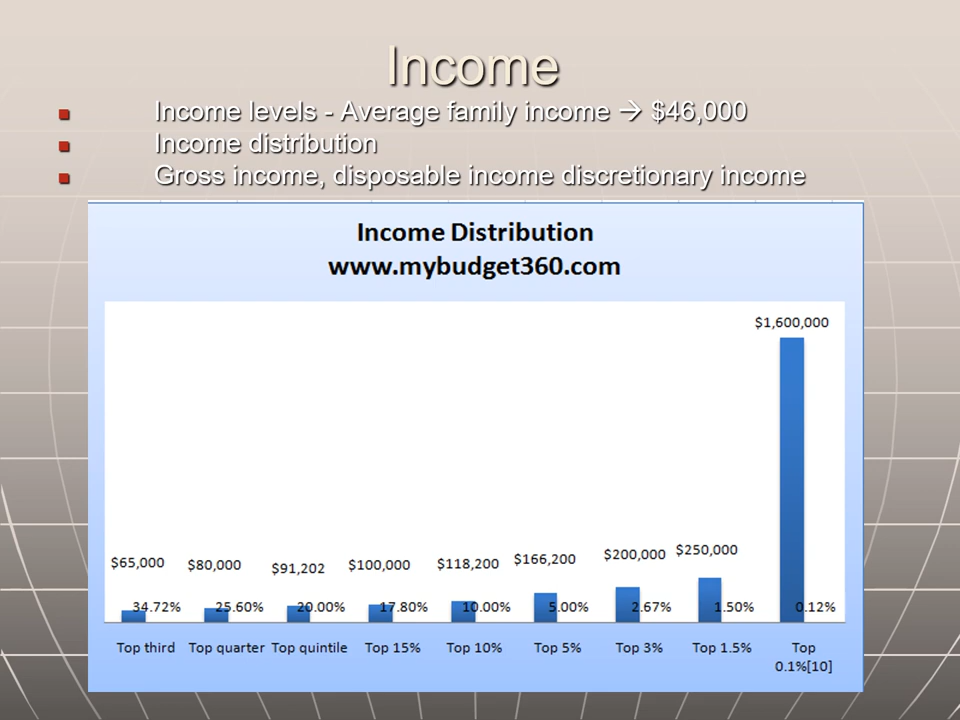 Income
Income levels - Average family income → $46,000
Income distribution
Gross income, disposable income discretionary income
Income Distribution
www.mybudget360.com
$1,600,000
$65,000 $80,000 $91,202 $100,000 $118,200 $166,200 $200,000 $250,000
34.72% 25.60% 20.00% 17.80% 10.00% 5.00% 2.67% 1.50% 0.12%
Top third Top quarter Top quintile Top 15% Top 10% Top 5% Top 3% Top 1.5% Top
0.1%[10]